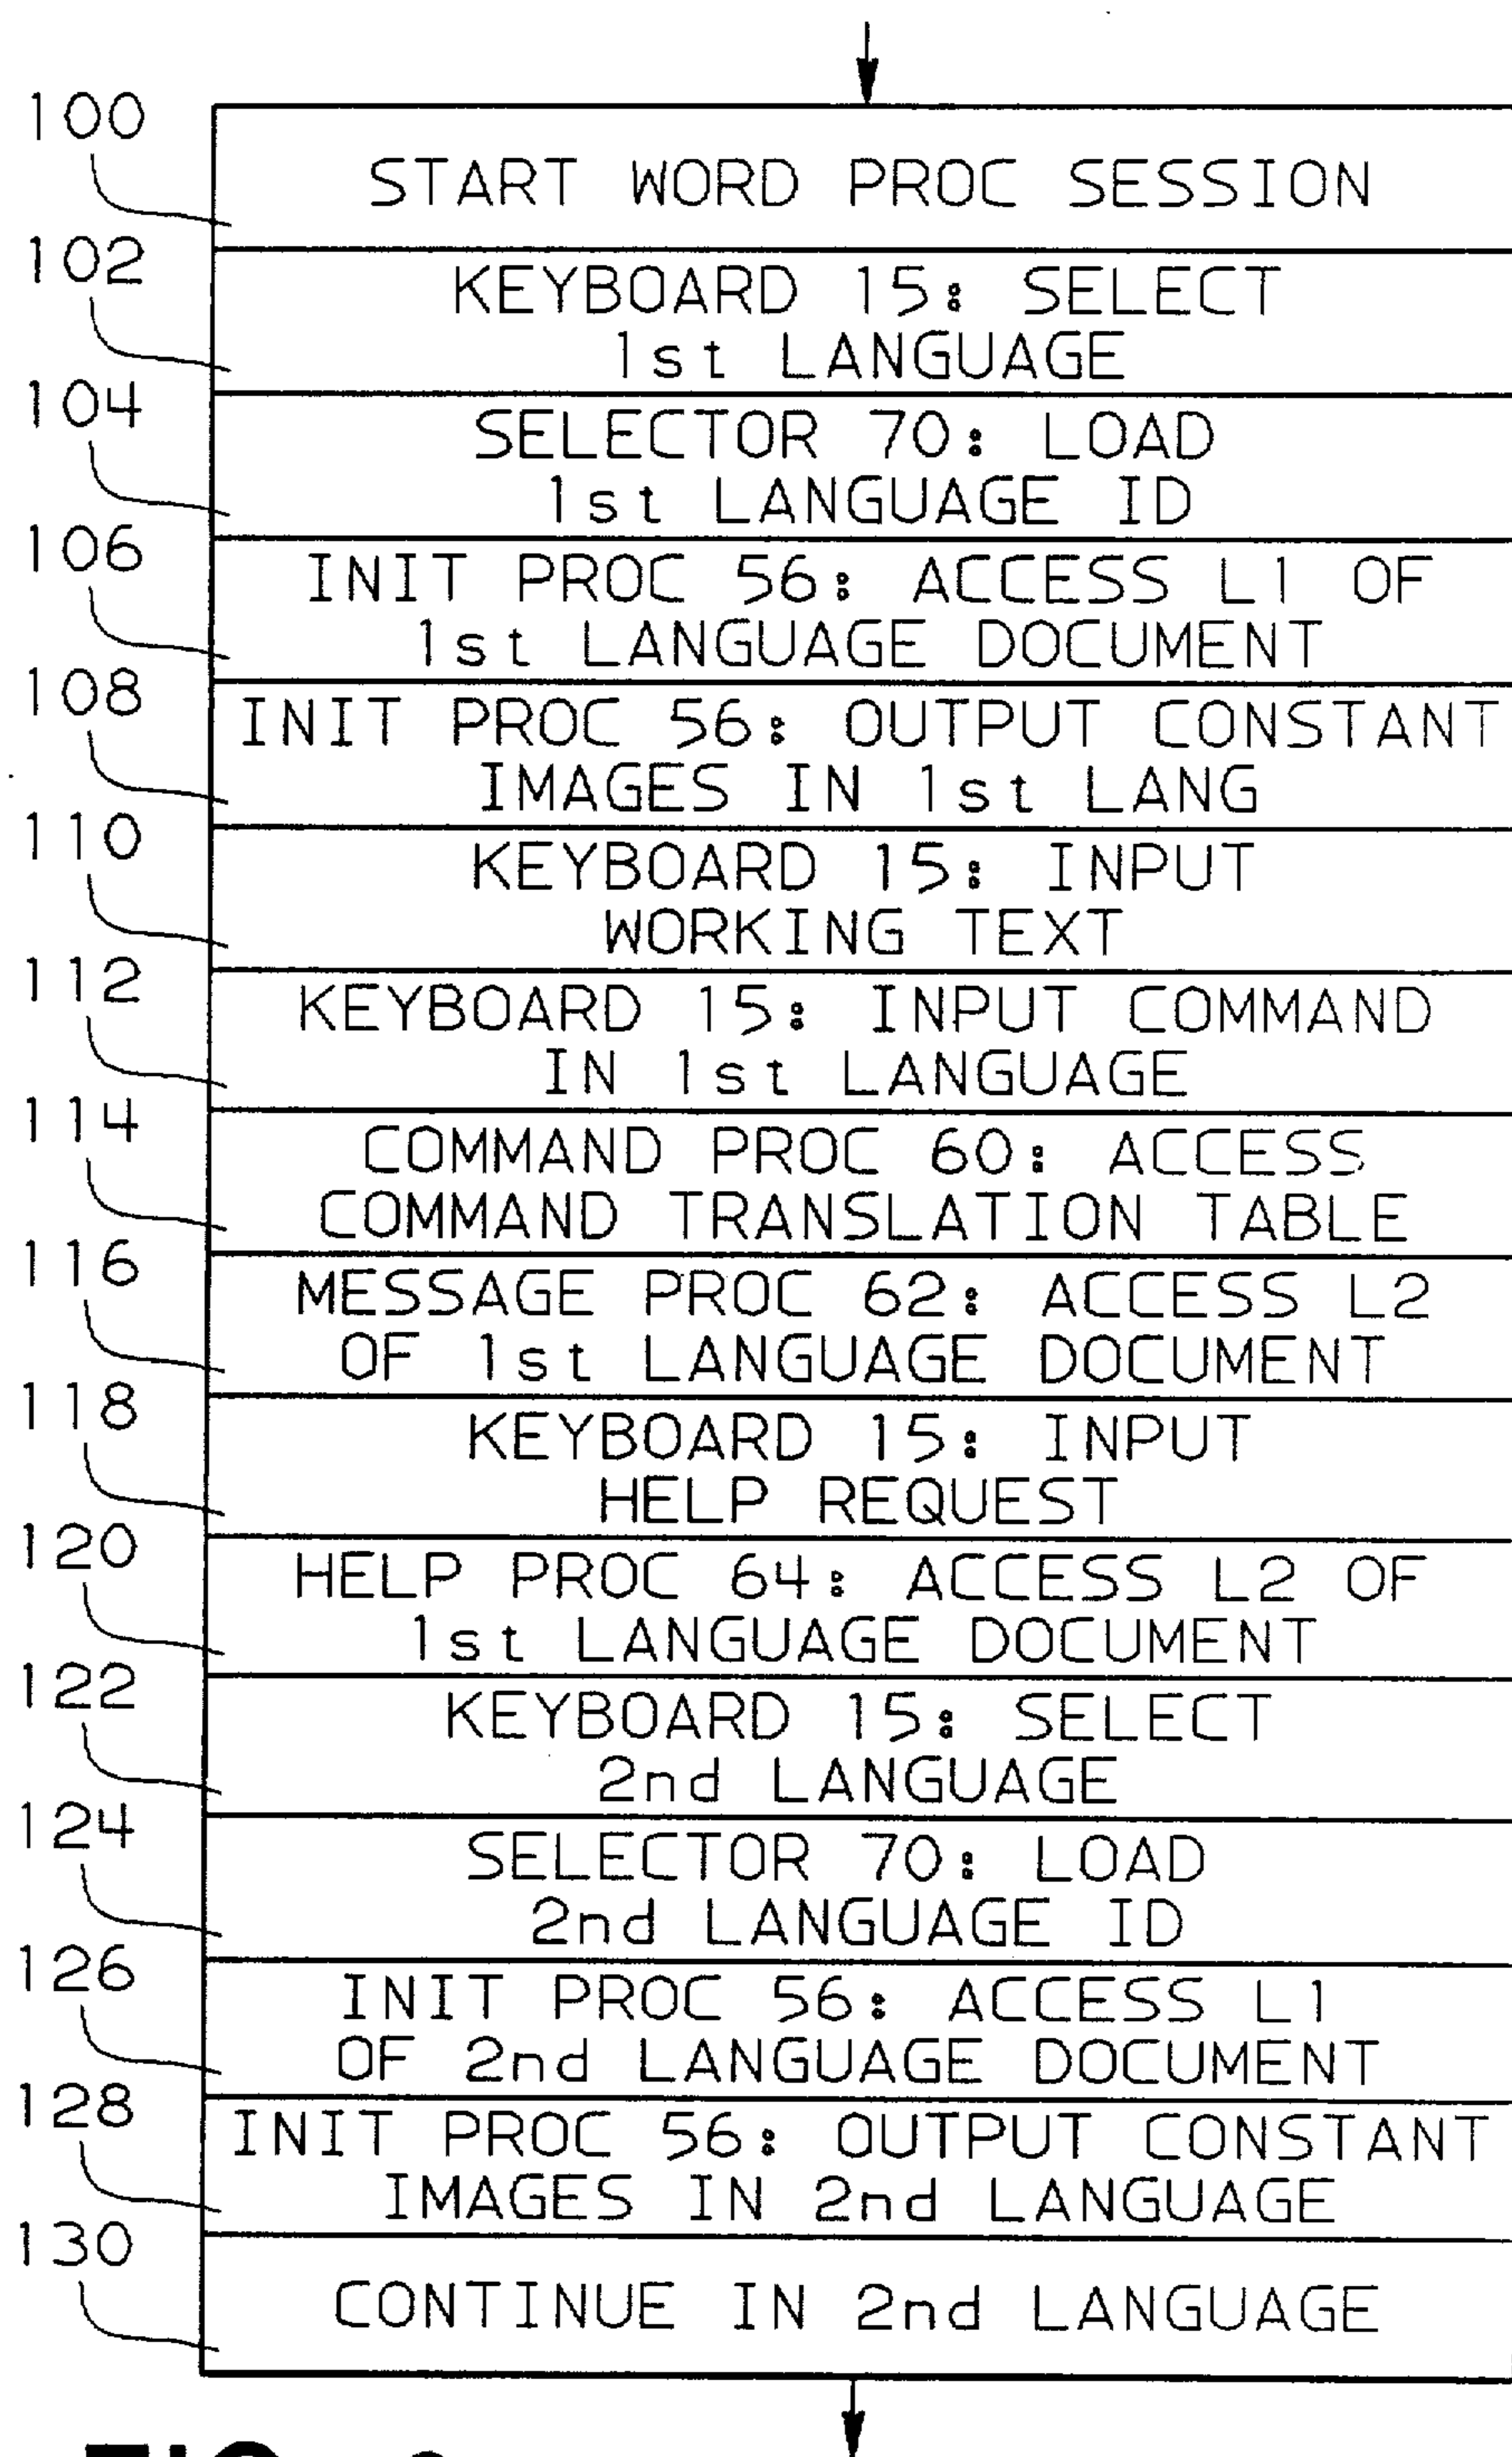 100
START WORD PROC SESSION
102
KEYBOARD 15: SELECT
1st LANGUAGE
104
SELECTOR 70: LOAD
1st LANGUAGE ID
106
INIT PROC 56: ACCESS L1 OF
1st LANGUAGE DOCUMENT
108
INIT PROC 56: OUTPUT CONSTANT
IMAGES IN 1st LANG
110
KEYBOARD 15: INPUT
WORKING TEXT
112
KEYBOARD 15: INPUT COMMAND
IN 1st LANGUAGE
114
COMMAND PROC 60: ACCESS
COMMAND TRANSLATION TABLE
116
MESSAGE PROC 62: ACCESS L2
OF 1st LANGUAGE DOCUMENT
118
KEYBOARD 15: INPUT
HELP REQUEST
120
HELP PROC 64: ACCESS L2 OF
1st LANGUAGE DOCUMENT
122
KEYBOARD 15: SELECT
2nd LANGUAGE
124
SELECTOR 70: LOAD
2nd LANGUAGE ID
126
INIT PROC 56: ACCESS L1
OF 2nd LANGUAGE DOCUMENT
128
INIT PROC 56: OUTPUT CONSTANT
IMAGES IN 2nd LANGUAGE
130
CONTINUE IN 2nd LANGUAGE